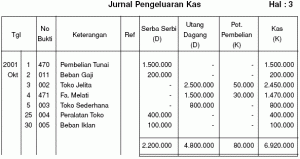 Jurnal Pengeluaran Kas Hal : 3
Tgl No Bukti Keterangan Ref Serba Serbi (D) Utang Dagang (D) Pot. Pembelian (K) Kas (K)
2001 1 470 Pembelian Tunai 1.500.000 - - 1.500.000
Okt 2 011 Beban Gaji 200.000 - - 200.000
3 002 Toko Jelita - 2.500.000 50.000 2.450.000
4 471 Fa. Melati - 1.500.000 30.000 1.470.000
5 003 Toko Sederhana - 800.000 - 800.000
25 004 Peralatan Toko 400.000 - - 400.000
30 005 Beban Iklan 100.000 - - 100.000
2.200.000 4.800.000 80.000 6.920.000